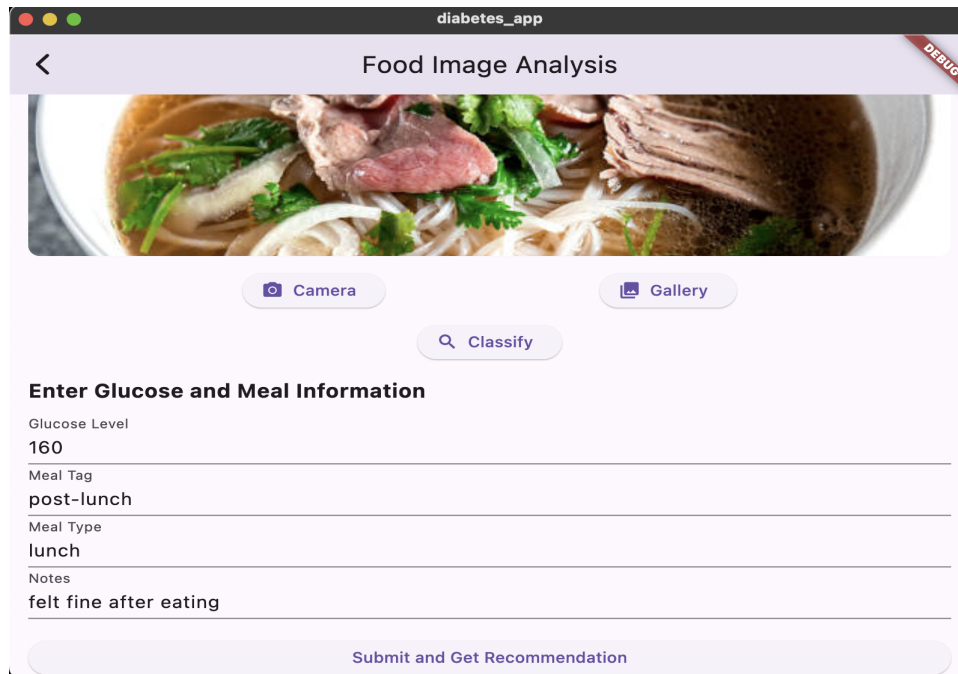 diabetes_app
DEBUG
Food Image Analysis
Camera
Gallery
Classify
Enter Glucose and Meal Information
Glucose Level
160
Meal Tag
post-lunch
Meal Type
lunch
Notes
felt fine after eating
Submit and Get Recommendation